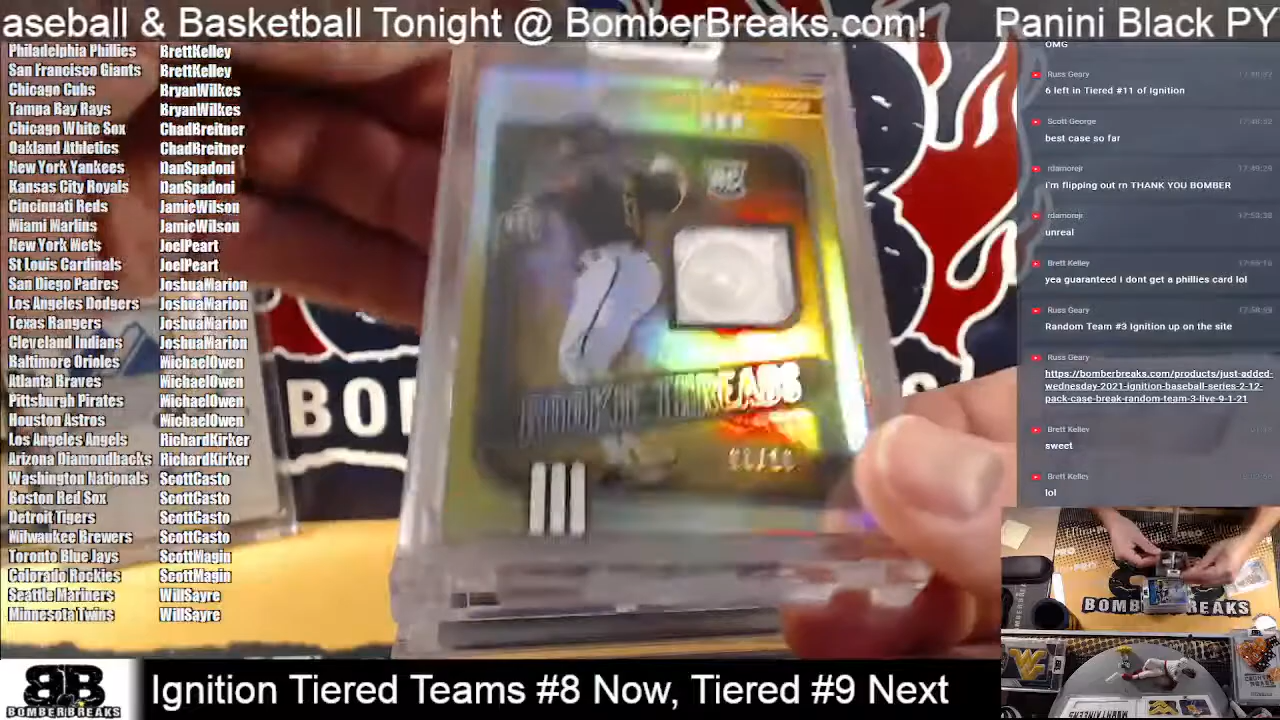 aseball & Basketball Tonight @ BomberBreaks.com! Panini Black PY
Philadelphia Phillies BrettKelley
San Francisco Giants BrettKelley
Chicago Cubs BryanWilkes
Tampa Bay Rays BryanWilkes
Chicago White Sox ChadBreitner
Oakland Athletics ChadBreitner
New York Yankees DanSpadoni
Kansas City Royals DanSpadoni
Cincinnati Reds JamieWilson
Miami Marlins JamieWilson
New York Mets JoelPeart
St Louis Cardinals JoelPeart
San Diego Padres JoshuaMarion
Los Angeles Dodgers JoshuaMarion
Texas Rangers JoshuaMarion
Cleveland Indians JoshuaMarion
Baltimore Orioles MichaelOwen
Atlanta Braves MichaelOwen
Pittsburgh Pirates MichaelOwen
Houston Astros MichaelOwen
Los Angeles Angels RichardKirker
Arizona Diamondbacks RichardKirker
Washington Nationals ScottCasto
Boston Red Sox ScottCasto
Detroit Tigers ScottCasto
Milwaukee Brewers ScottCasto
Toronto Blue Jays ScottMagin
Colorado Rockies ScottMagin
Seattle Mariners WillSayre
Minnesota Twins WillSayre
BO
ROOKIE THREADS
OMG
Russ Geary
6 left in Tiered #11 of Ignition
Scott George
best case so far
rdamorejr
i'm flipping out rn THANK YOU BOMBER
rdamorejr
unreal
Brett Kelley
yea guaranteed i dont get a phillies card lol
Russ Geary
Random Team #3 Ignition up on the site
Russ Geary
https://bomberbreaks.com/products/just-added-
wednesday-2021-ignition-baseball-series-2-12-
pack-case-break-random-team-3-live-9-1-21
Brett Kelley
sweet
Brett Kelley
lol
BOMB BREAKS
BB
BOMBERBREAKS
Ignition Tiered Teams #8 Now, Tiered #9 Next